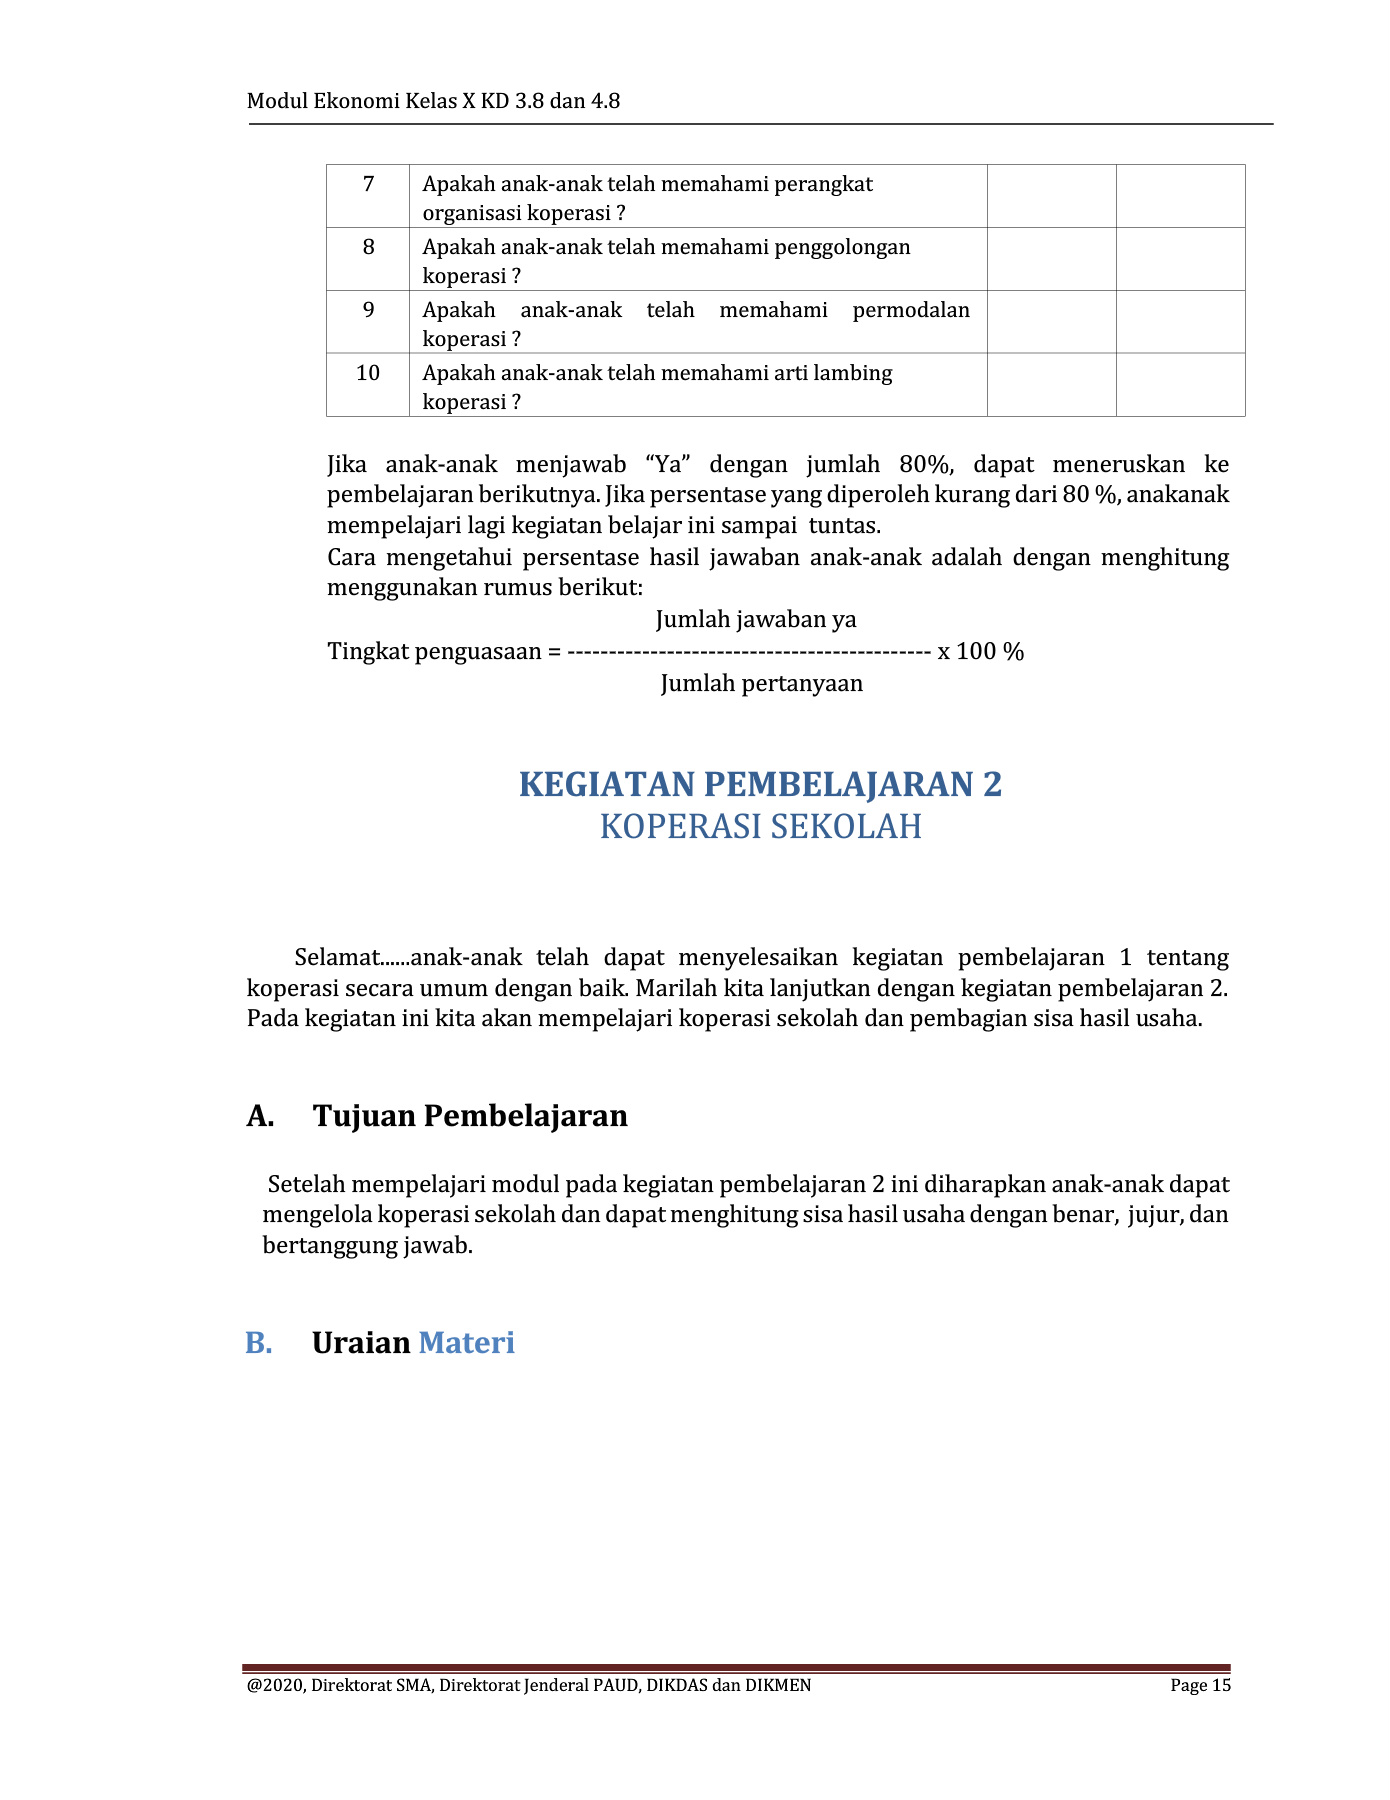 Modul Ekonomi Kelas X KD 3.8 dan 4.8
7 Apakah anak-anak telah memahami perangkat
organisasi koperasi ?
8 Apakah anak-anak telah memahami penggolongan
koperasi ?
9 Apakah anak-anak telah memahami permodalan
koperasi ?
10 Apakah anak-anak telah memahami arti lambing
koperasi ?
Jika anak-anak menjawab “Ya” dengan jumlah 80%, dapat meneruskan ke
pembelajaran berikutnya. Jika persentase yang diperoleh kurang dari 80 %, anakanak
mempelajari lagi kegiatan belajar ini sampai tuntas.
Cara mengetahui persentase hasil jawaban anak-anak adalah dengan menghitung
menggunakan rumus berikut:
Jumlah jawaban ya
Tingkat penguasaan = -------------------------------------------- x 100 %
Jumlah pertanyaan
KEGIATAN PEMBELAJARAN 2
KOPERASI SEKOLAH
Selamat......anak-anak telah dapat menyelesaikan kegiatan pembelajaran 1 tentang
koperasi secara umum dengan baik. Marilah kita lanjutkan dengan kegiatan pembelajaran 2.
Pada kegiatan ini kita akan mempelajari koperasi sekolah dan pembagian sisa hasil usaha.
A. Tujuan Pembelajaran
Setelah mempelajari modul pada kegiatan pembelajaran 2 ini diharapkan anak-anak dapat
mengelola koperasi sekolah dan dapat menghitung sisa hasil usaha dengan benar, jujur, dan
bertanggung jawab.
B. Uraian Materi
@2020, Direktorat SMA, Direktorat Jenderal PAUD, DIKDAS dan DIKMEN Page 15